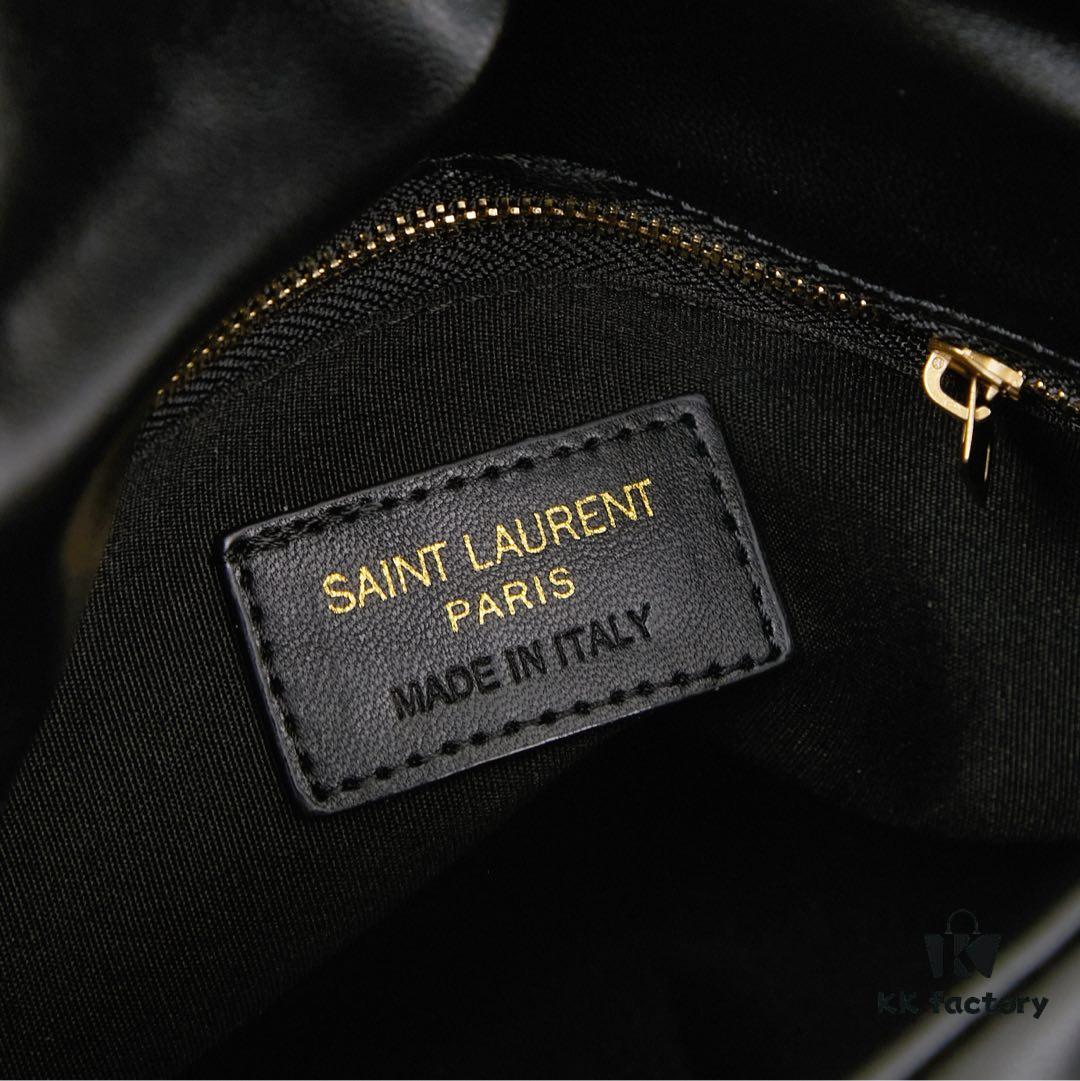 SAINT LAURENT
PARIS
MADE IN ITALY
KK factory